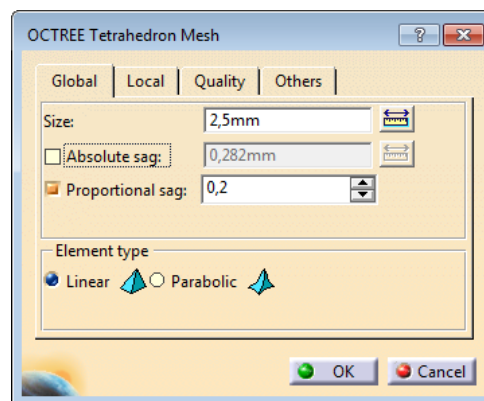 OCTREE Tetrahedron Mesh
Global Local Quality Others
Size: 2,5mm
Absolute sag: 0,282mm
Proportional sag: 0,2
Element type
Linear Parabolic
OK Cancel